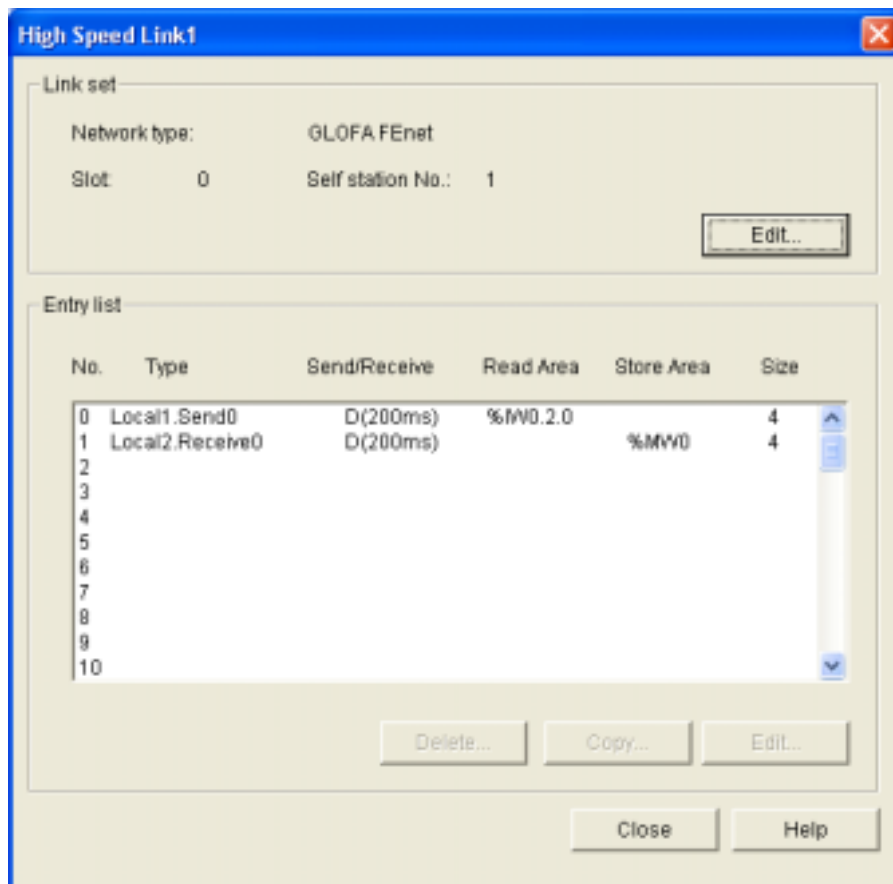 High Speed Link1
Link set
Network type: GLOFA FEnet
Slot: 0 Self station No.: 1
Edit...
Entry list
No. Type Send/Receive Read Area Store Area Size
0 Local1.Send0 D(200ms) %IW0.2.0 4
1 Local2.Receive0 D(200ms) %MW0 4
2
3
4
5
6
7
8
9
10
Delete... Copy... Edit...
Close Help